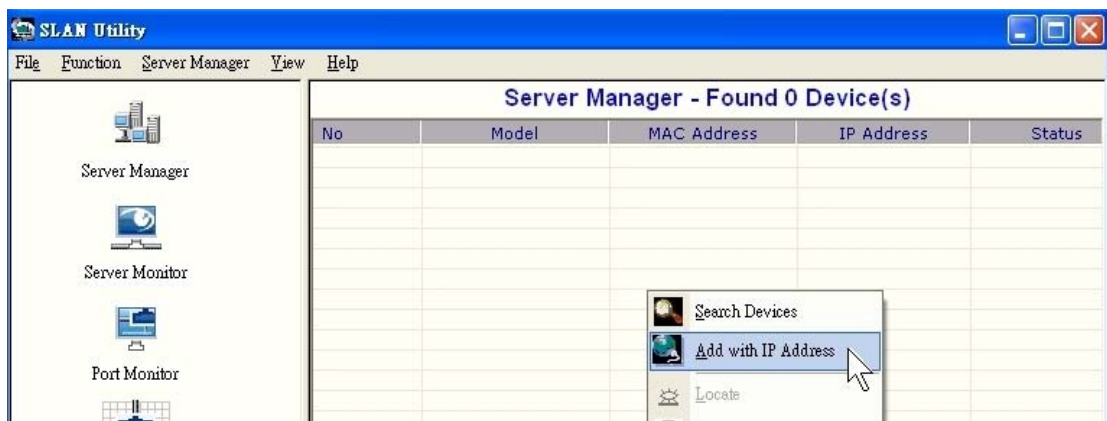 SLAN Utility
File Function Server Manager View Help
Server Manager - Found 0 Device(s)
No Model MAC Address IP Address Status
Server Manager
Server Monitor
Search Devices
Add with IP Address
Port Monitor
Locate